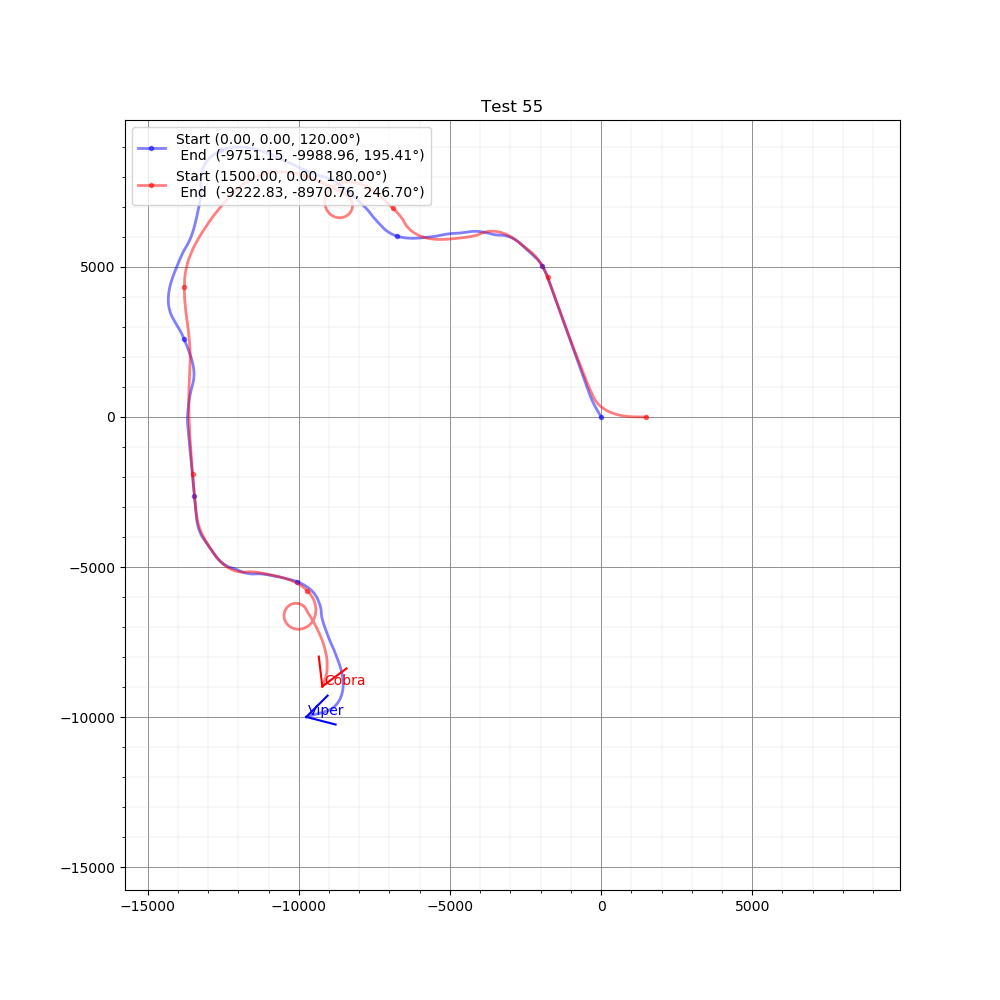 Test 55
Start (0.00, 0.00, 120.00°)
End (-9751.15, -9988.96, 195.41°)
Start (1500.00, 0.00, 180.00°)
End (-9222.83, -8970.76, 246.70°)
5000
0
−5000
−10000
−15000
Cobra
Viper
−15000
−10000
−5000
0
5000